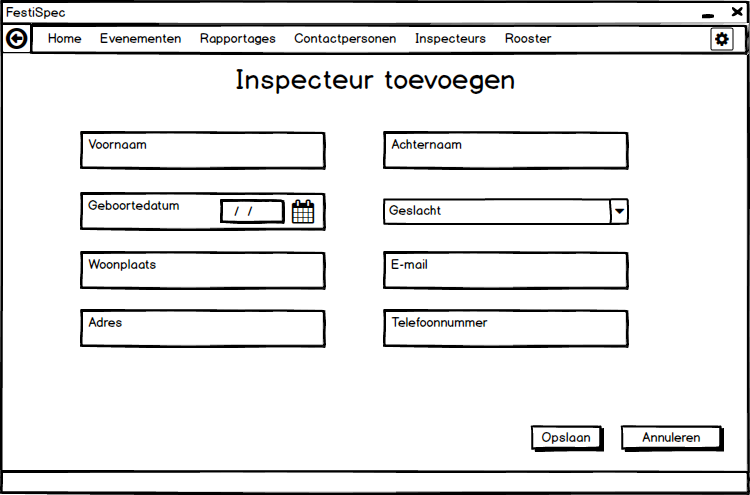 FestiSpec
Home Evenementen Rapportages Contactpersonen Inspecteurs Rooster
Inspecteur toevoegen
Voornaam Achternaam
Geboortedatum / / Geslacht
Woonplaats E-mail
Adres Telefoonnummer
Opslaan Annuleren